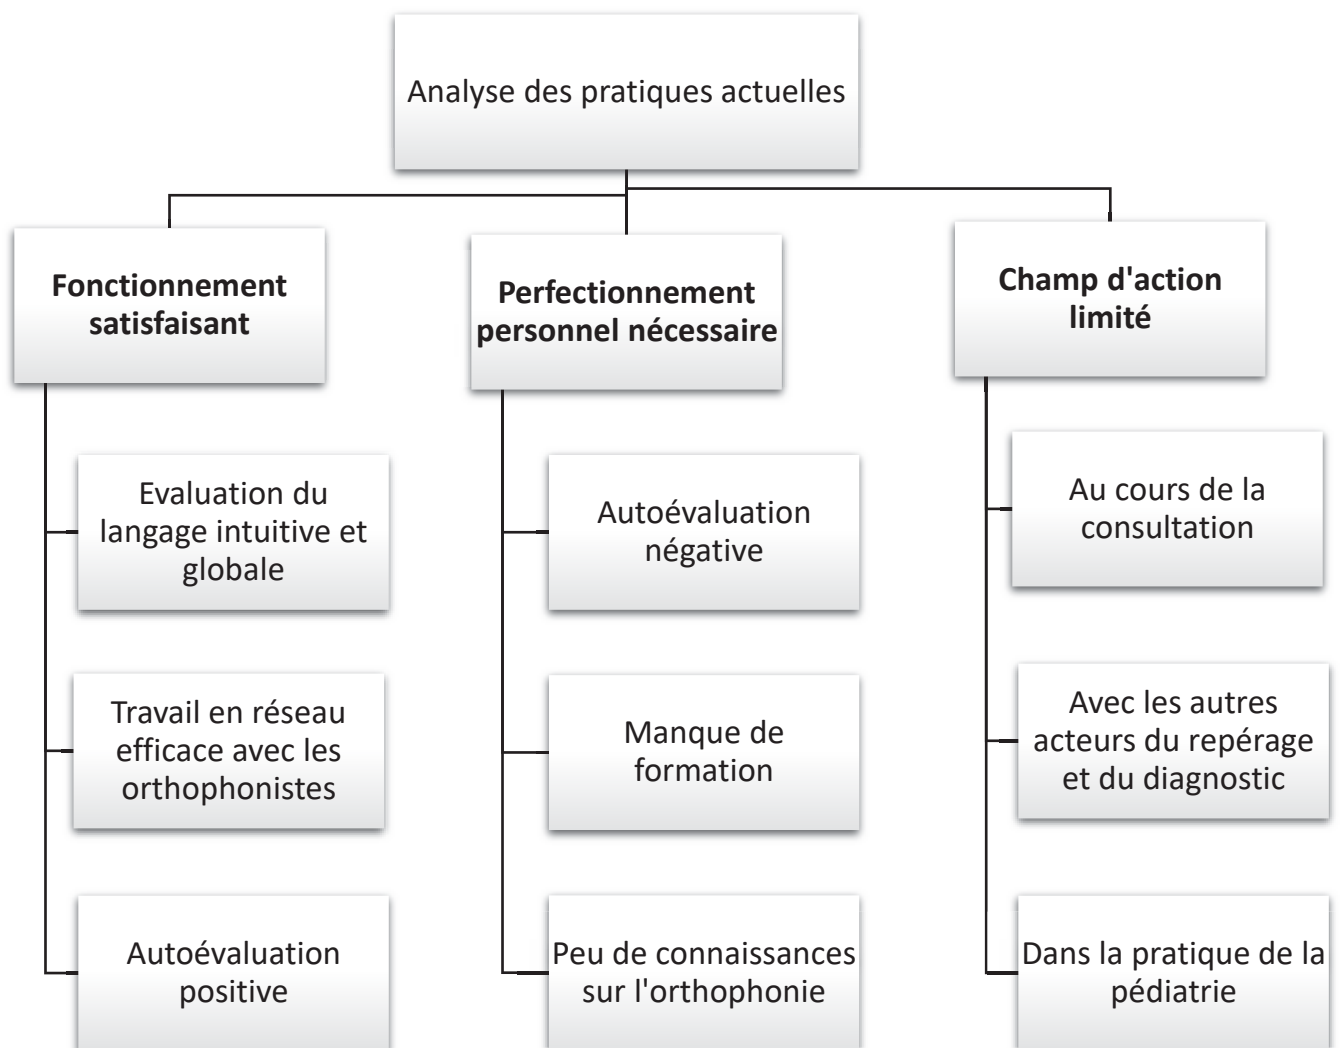 Analyse des pratiques actuelles
Fonctionnement
satisfaisant
Evaluation du
langage intuitive et
globale
Travail en réseau
efficace avec les
orthophonistes
Autoévaluation
positive
Perfectionnement
personnel nécessaire
Autoévaluation
négative
Manque de
formation
Peu de connaissances
sur l'orthophonie
Champ d'action
limité
Au cours de la
consultation
Avec les autres
acteurs du repérage
et du diagnostic
Dans la pratique de la
pédiatrie